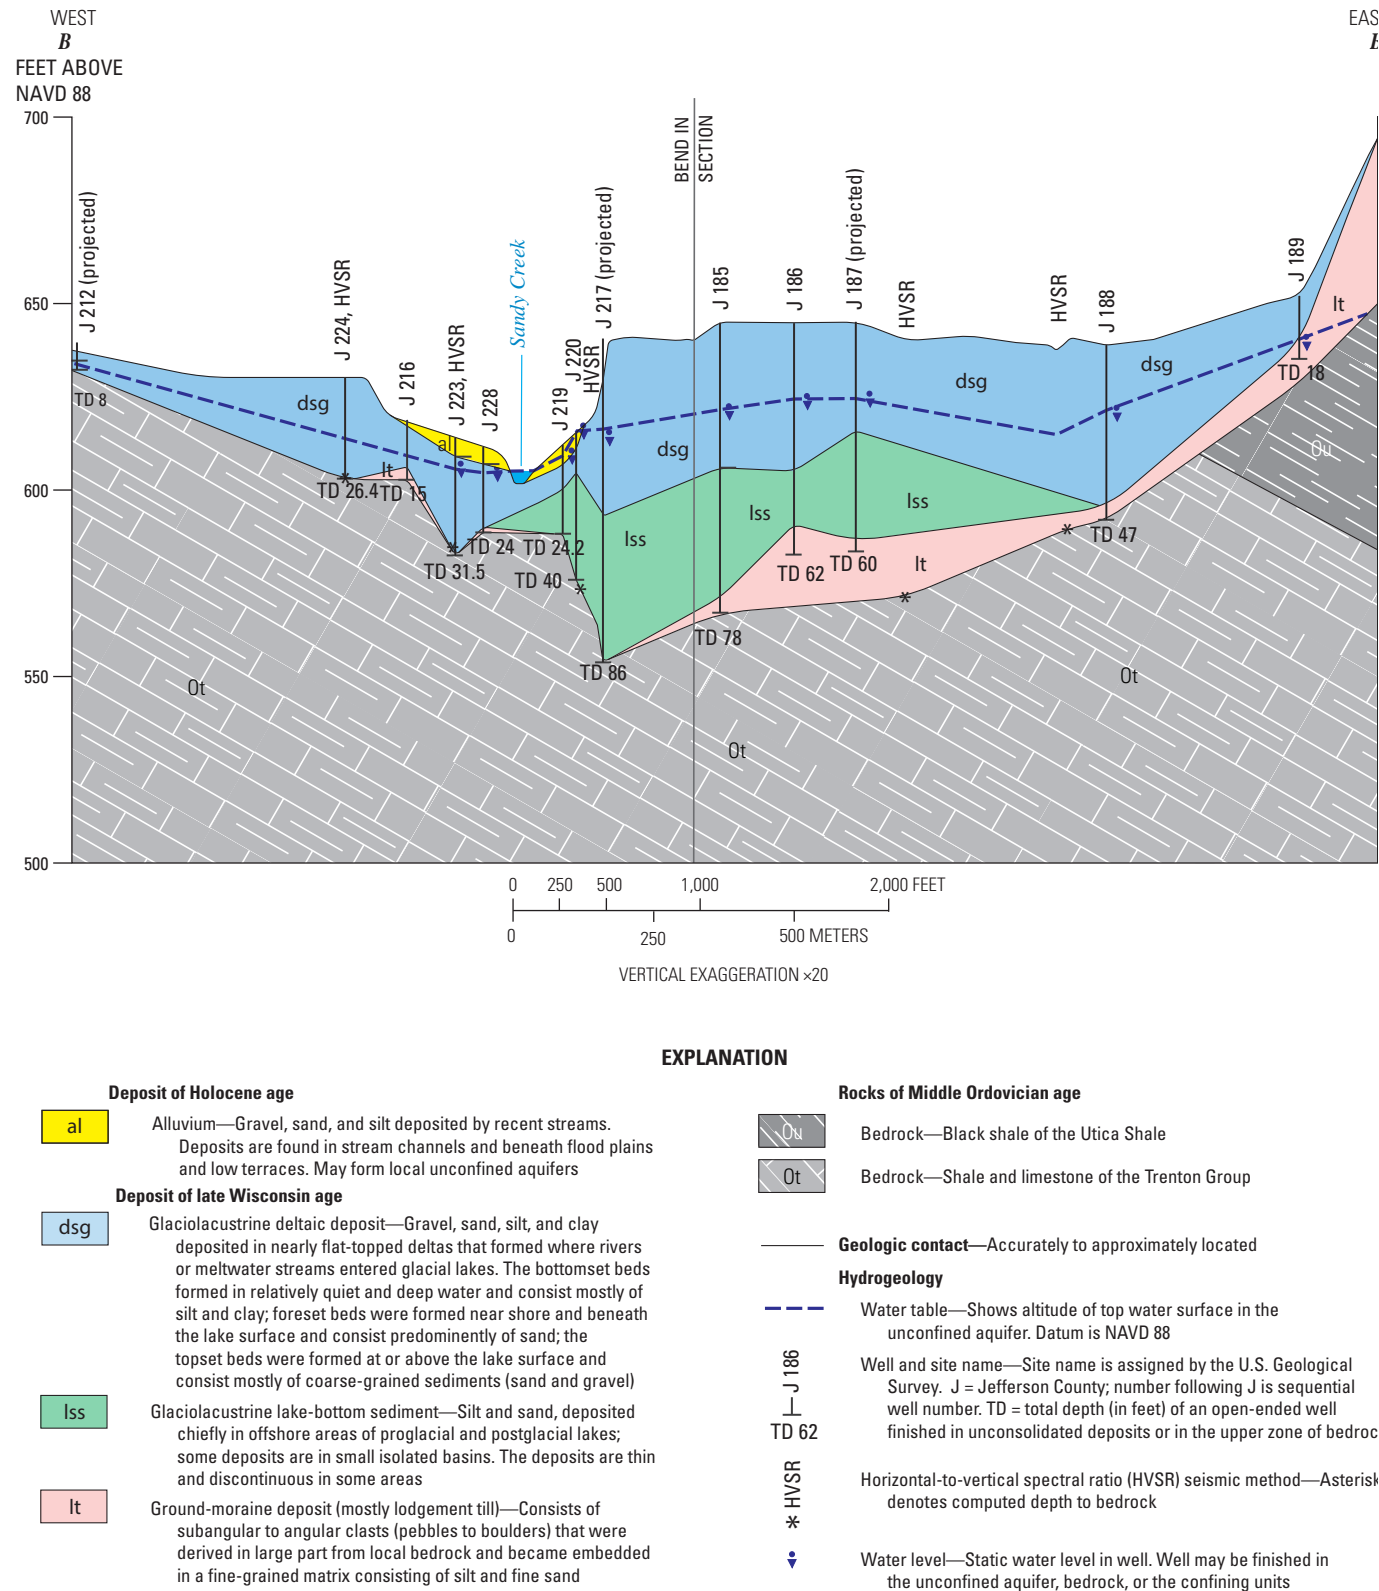 WEST
B
FEET ABOVE
NAVD 88
EAS
700
650
600
550
500
BEND IN
SECTION
J 212 (projected)
J 224, HVSR
J 216
J 223, HVSR
J 228
Sandy Creek
J 219
J 220
HVSR
J 217 (projected)
J 185
J 186
J 187 (projected)
HVSR
HVSR
J 188
J 189
dsg
al
lt
dsg
dsg
dsg
lt
lss
lss
lss
lt
Ou
Ot
Ot
Ot
TD 8
TD 26.4
TD 15
TD 31.5
TD 24
TD 24.2
TD 40
TD 86
TD 78
TD 62
TD 60
TD 47
TD 18
0 250 500 1,000 2,000 FEET
0 250 500 METERS
VERTICAL EXAGGERATION ×20
EXPLANATION
Deposit of Holocene age
al
Alluvium—Gravel, sand, and silt deposited by recent streams.
Deposits are found in stream channels and beneath flood plains
and low terraces. May form local unconfined aquifers
Deposit of late Wisconsin age
dsg
Glaciolacustrine deltaic deposit—Gravel, sand, silt, and clay
deposited in nearly flat-topped deltas that formed where rivers
or meltwater streams entered glacial lakes. The bottomset beds
formed in relatively quiet and deep water and consist mostly of
silt and clay; foreset beds were formed near shore and beneath
the lake surface and consist predominently of sand; the
topset beds were formed at or above the lake surface and
consist mostly of coarse-grained sediments (sand and gravel)
lss
Glaciolacustrine lake-bottom sediment—Silt and sand, deposited
chiefly in offshore areas of proglacial and postglacial lakes;
some deposits are in small isolated basins. The deposits are thin
and discontinuous in some areas
lt
Ground-moraine deposit (mostly lodgement till)—Consists of
subangular to angular clasts (pebbles to boulders) that were
derived in large part from local bedrock and became embedded
in a fine-grained matrix consisting of silt and fine sand
Rocks of Middle Ordovician age
Ou
Bedrock—Black shale of the Utica Shale
Ot
Bedrock—Shale and limestone of the Trenton Group
Geologic contact—Accurately to approximately located
Hydrogeology
Water table—Shows altitude of top water surface in the
unconfined aquifer. Datum is NAVD 88
J 186
TD 62
Well and site name—Site name is assigned by the U.S. Geological
Survey. J = Jefferson County; number following J is sequential
well number. TD = total depth (in feet) of an open-ended well
finished in unconsolidated deposits or in the upper zone of bedroc
* HVSR
Horizontal-to-vertical spectral ratio (HVSR) seismic method—Asterisk
denotes computed depth to bedrock
Water level—Static water level in well. Well may be finished in
the unconfined aquifer, bedrock, or the confining units